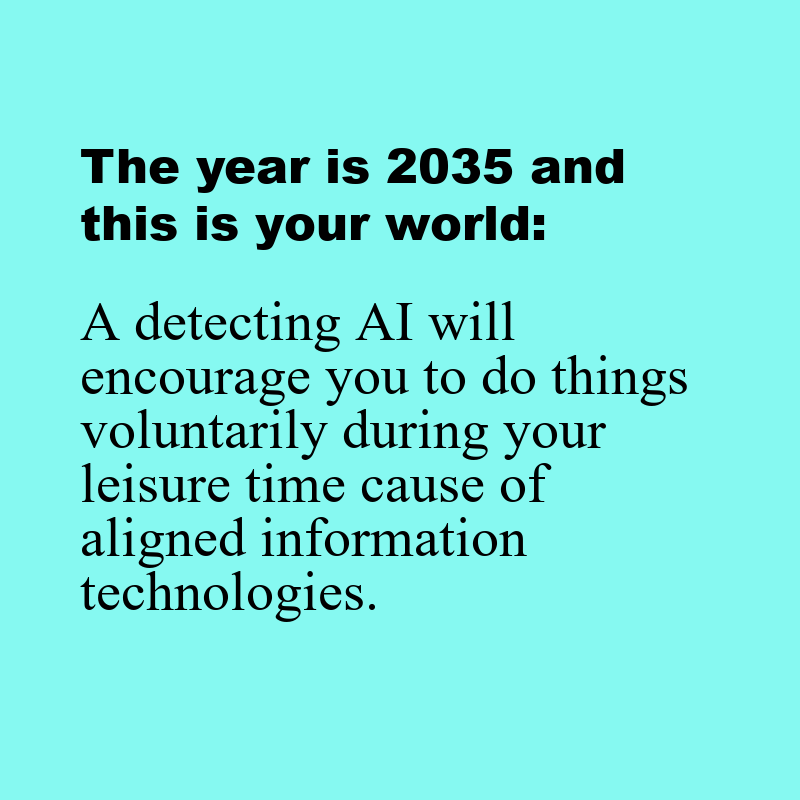 The year is 2035 and
this is your world:
A detecting AI will
encourage you to do things
voluntarily during your
leisure time cause of
aligned information
technologies.